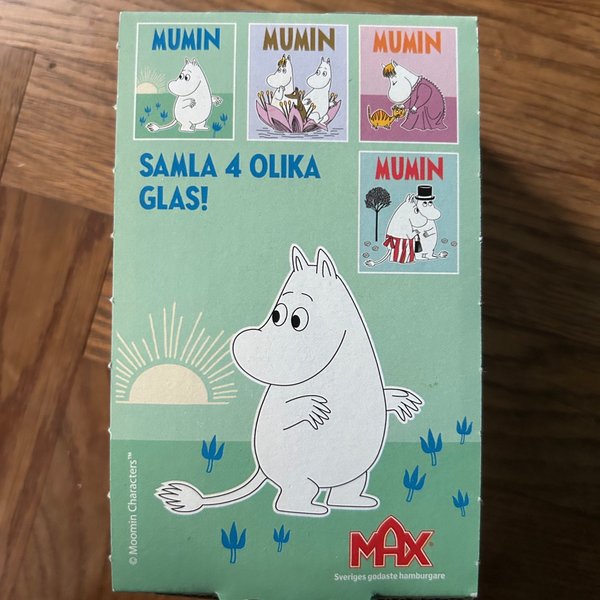 MUMIN
MUMIN
MUMIN
SAMLA 4 OLIKA
GLAS!
MUMIN
© Moomin Characters™
MAX
Sveriges godaste hamburgare